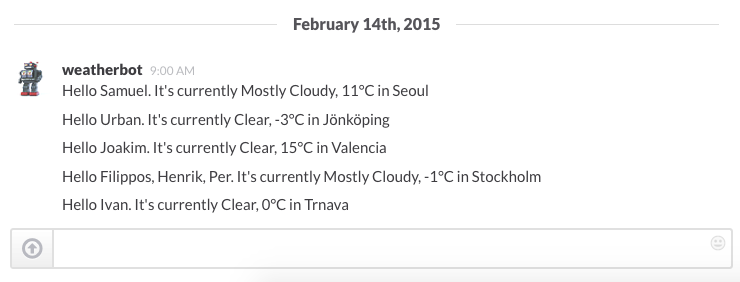 February 14th, 2015
weatherbot 9:00 AM
Hello Samuel. It's currently Mostly Cloudy, 11°C in Seoul
Hello Urban. It's currently Clear, -3°C in Jönköping
Hello Joakim. It's currently Clear, 15°C in Valencia
Hello Filippos, Henrik, Per. It's currently Mostly Cloudy, -1°C in Stockholm
Hello Ivan. It's currently Clear, 0°C in Trnava